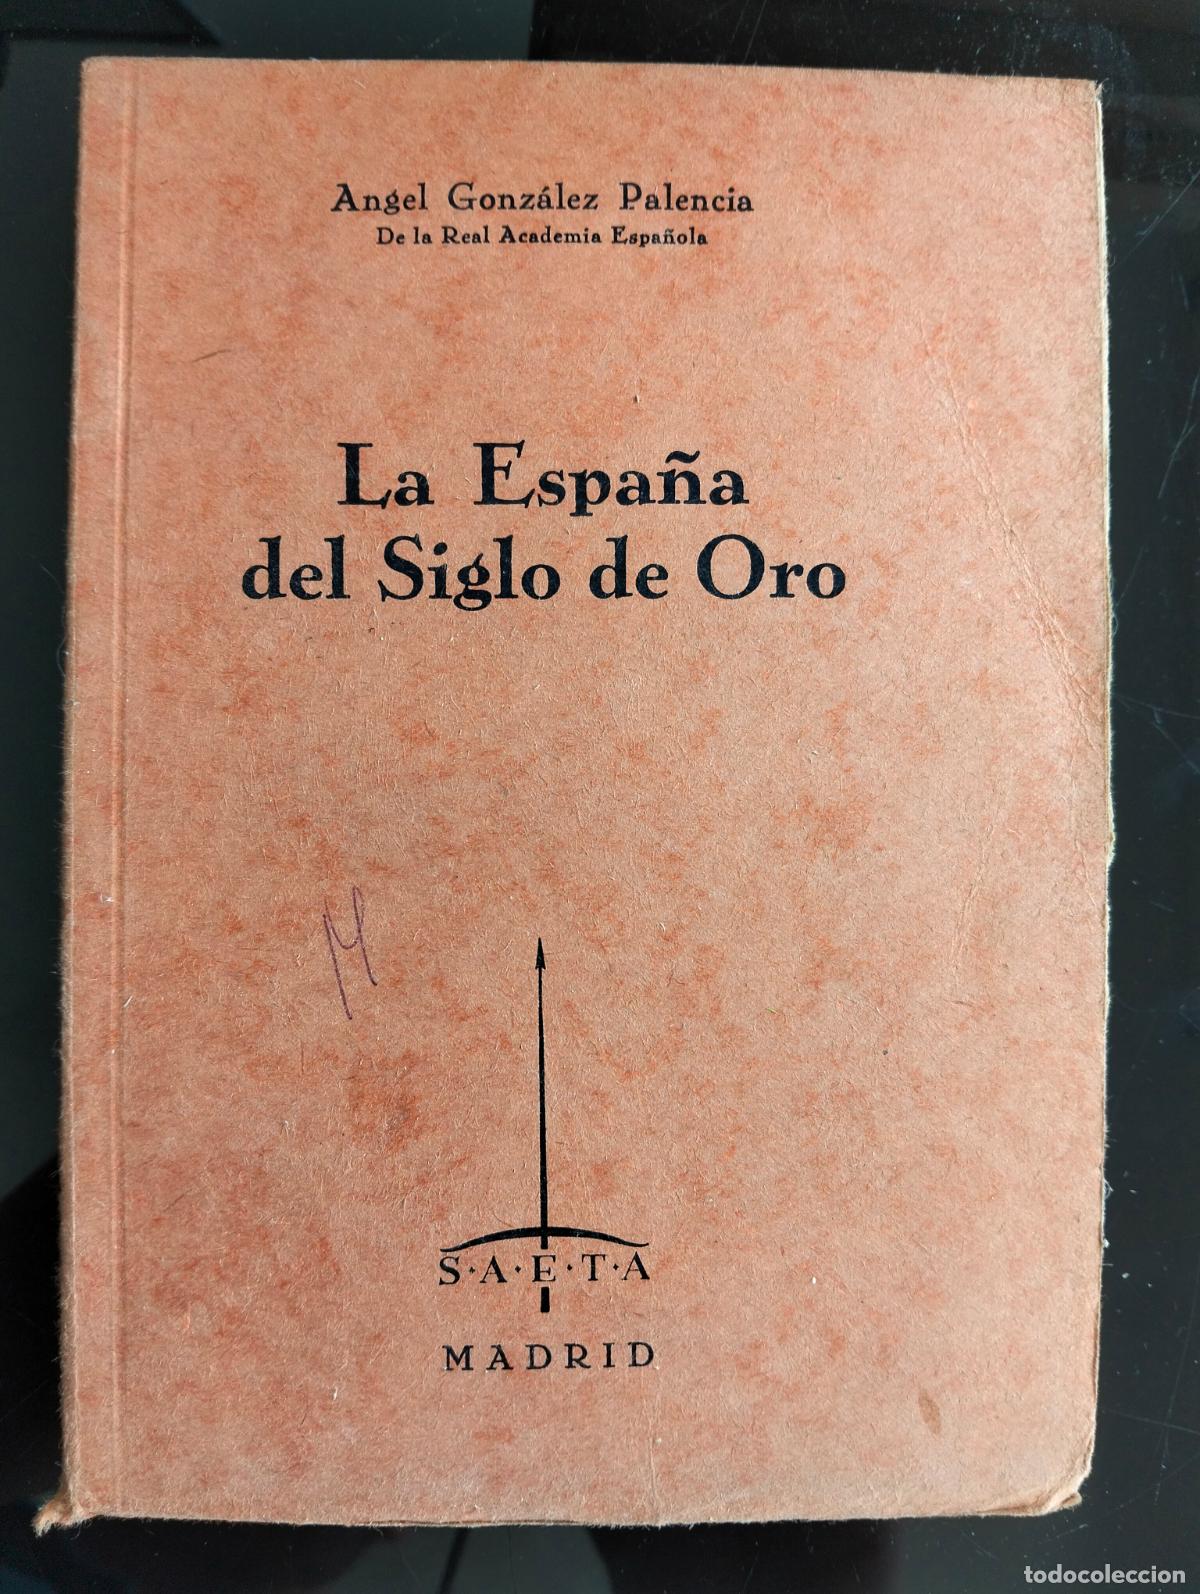 Angel González Palencia
De la Real Academia Española
La España
del Siglo de Oro
M
S·A·E·T·A
MADRID
todocoleccion